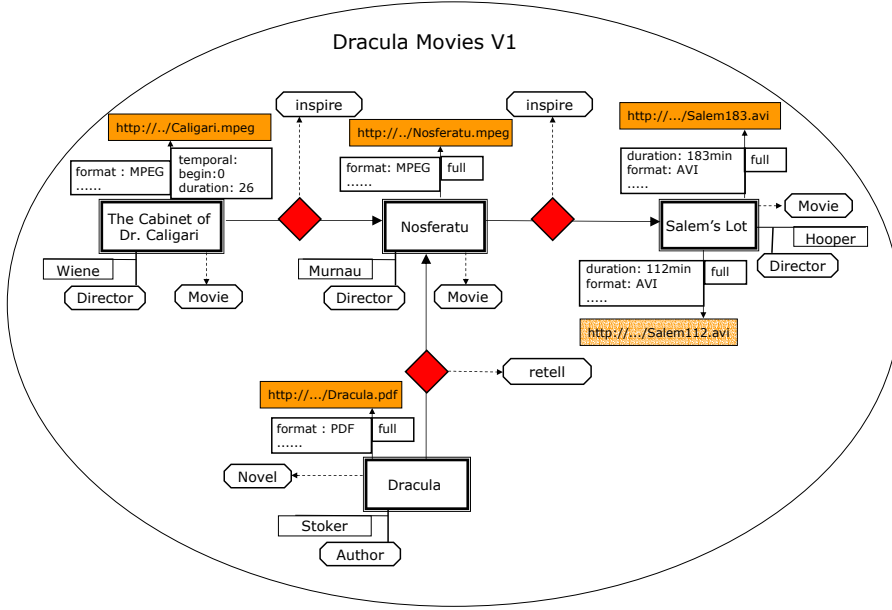 Dracula Movies V1
inspire
inspire
http://../Caligari.mpeg
http://../Nosferatu.mpeg
http://.../Salem183.avi
format : MPEG
......
temporal:
begin:0
duration: 26
format: MPEG
......
full
duration: 183min
format: AVI
.....
full
The Cabinet of
Dr. Caligari
Nosferatu
Salem's Lot
Movie
Hooper
Director
Wiene
Director
Movie
Murnau
Director
Movie
duration: 112min
format: AVI
.....
full
http://.../Salem112.avi
retell
http://.../Dracula.pdf
format : PDF
......
full
Novel
Dracula
Stoker
Author